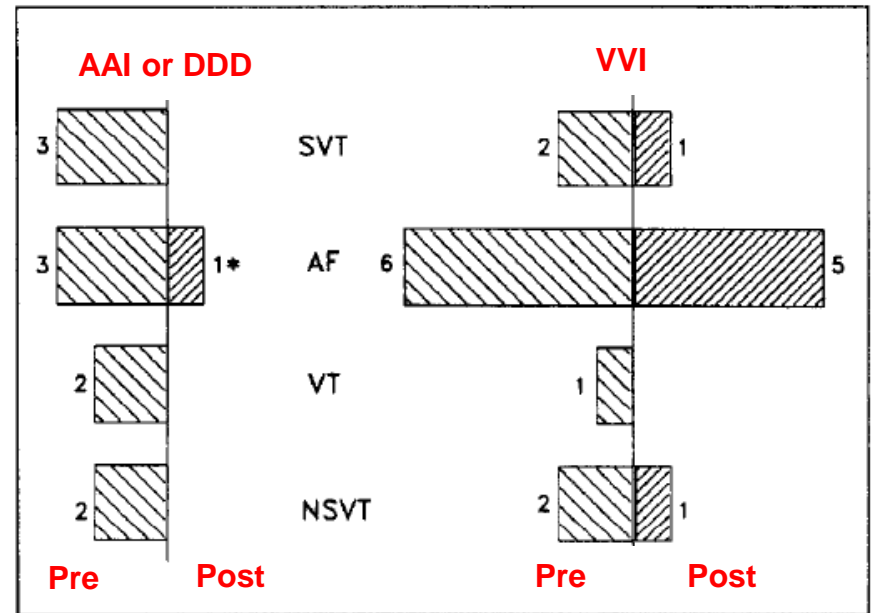 AAI or DDD VVI
3 SVT 2 1
3 1* AF 6 5
2 VT 1
2 NSVT 2 1
Pre Post Pre Post